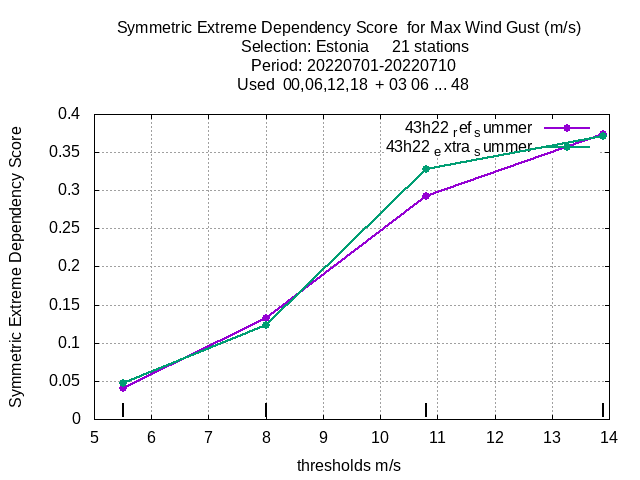 Symmetric Extreme Dependency Score for Max Wind Gust (m/s)
Selection: Estonia 21 stations
Period: 20220701-20220710
Used 00,06,12,18 + 03 06 ... 48
Symmetric Extreme Dependency Score
0.4
0.35
0.3
0.25
0.2
0.15
0.1
0.05
0
43h22 ref summer
43h22 extra summer
5 6 7 8 9 10 11 12 13 14
thresholds m/s